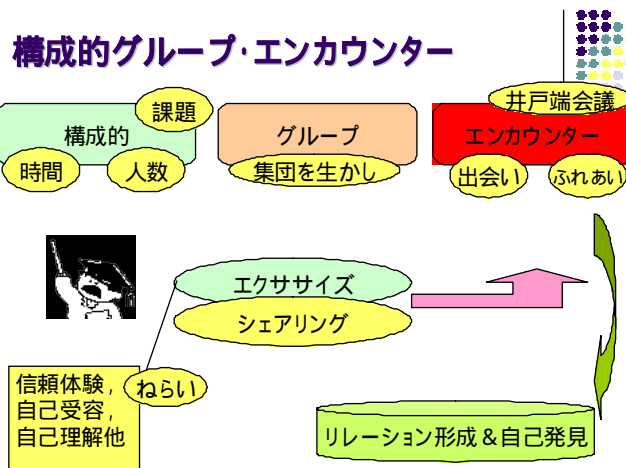 構成的グループ・エンカウンター
井戸端会議
課題
構成的
グループ
エンカウンター
時間
人数
集団を生かし
出会い
ふれあい
エクササイズ
シェアリング
ねらい
信頼体験，
自己受容，
自己理解他
リレーション形成＆自己発見